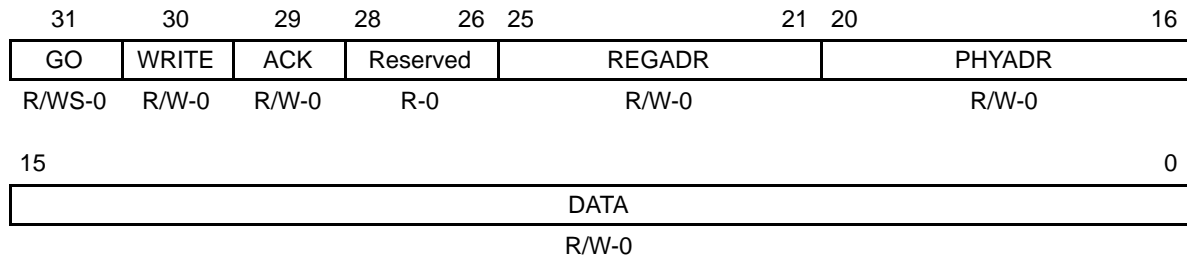 31 30 29 28 26 25 21 20 16
GO WRITE ACK Reserved REGADR PHYADR
R/WS-0 R/W-0 R/W-0 R-0 R/W-0 R/W-0
15 0
DATA
R/W-0